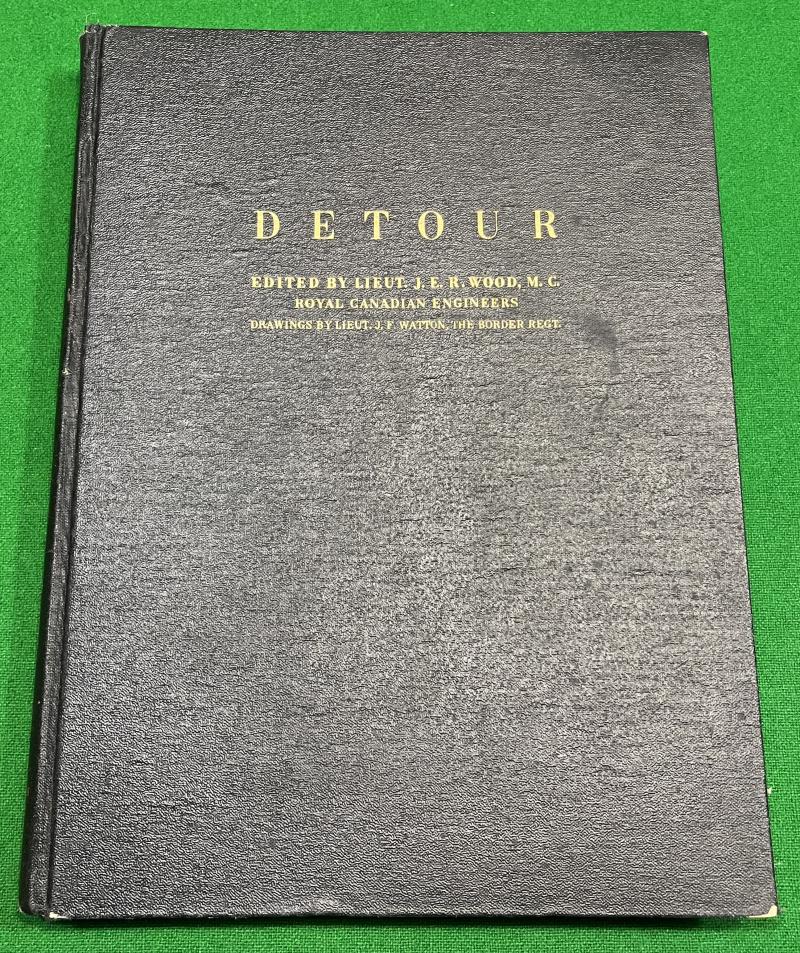 DETOUR
EDITED BY LIEUT. J. E. R. WOOD, M. C.
ROYAL CANADIAN ENGINEERS
DRAWINGS BY LIEUT. J. F. WATTON, THE BORDER REGT.